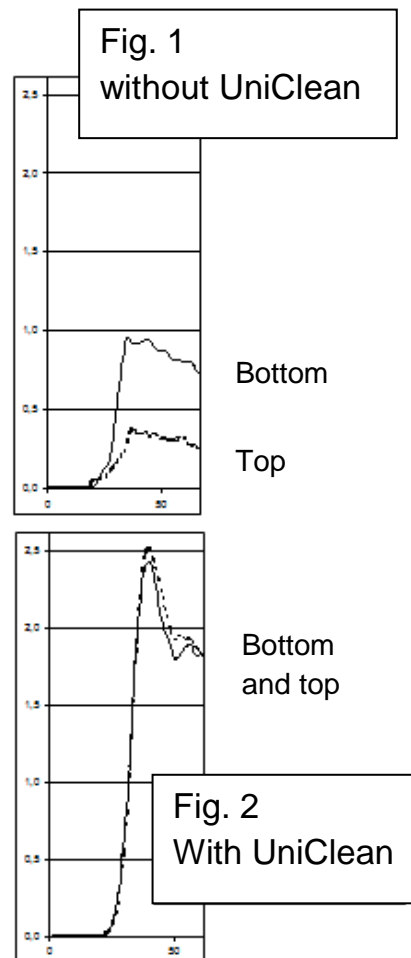 Fig. 1
without UniClean
2,5
2,0
1,5
1,0
Bottom
0,5
Top
0,0
0
50
2,5
2,0
Bottom
and top
1,5
1,0
Fig. 2
With UniClean
0,5
0,0
0
50